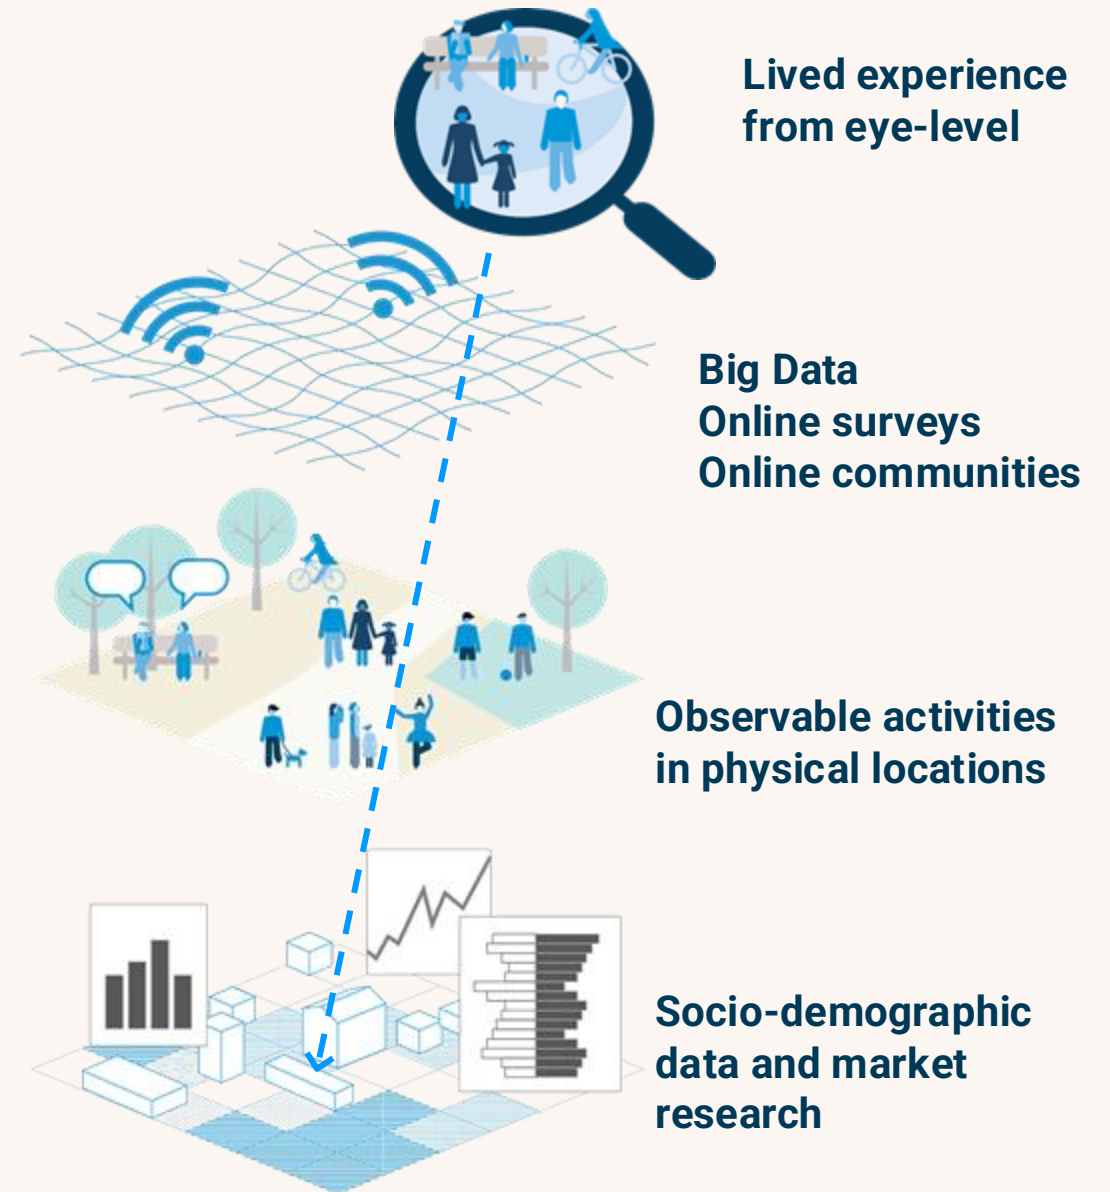 Lived experience
from eye-level
Big Data
Online surveys
Online communities
Observable activities
in physical locations
Socio-demographic
data and market
research